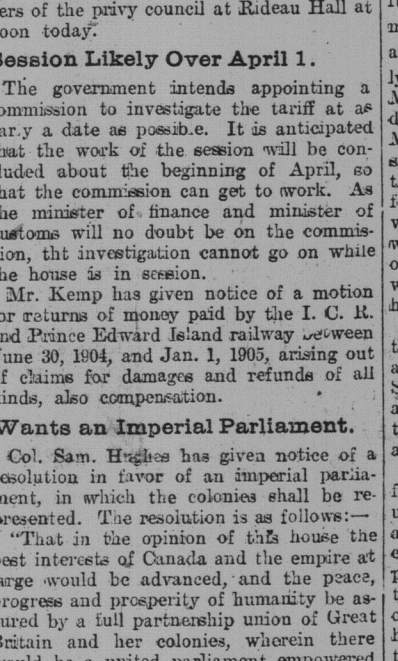 ers of the privy council at Rideau Hall at
oon today.
Session Likely Over April 1.
The government intends appointing a
ommission to investigate the tariff at as
ar.y a date as possib.e. It is anticipated
hat the work of the session will be con-
luded about the beginning of April, so
hat the commission can get to work. As
he minister of finance and minister of
ustoms will no doubt be on the commis-
ion, tht investigation cannot go on while
he house is in session.
Mr. Kemp has given notice of a motion
or returns of money paid by the I. C. R.
nd Prince Edward Island railway between
une 30, 1904, and Jan. 1, 1905, arising out
f claims for damages and refunds of all
inds, also compensation.
Wants an Imperial Parliament.
Col. Sam. Hughes has given notice of a
esolution in favor of an imperial parlia-
ment, in which the colonies shall be re-
presented. The resolution is as follows:—
"That in the opinion of this house the
est interests of Canada and the empire at
arge would be advanced, and the peace,
rogress and prosperity of humanity be as-
ured by a full partnership union of Great
Britain and her colonies, wherein there
would be a united parliament empowered